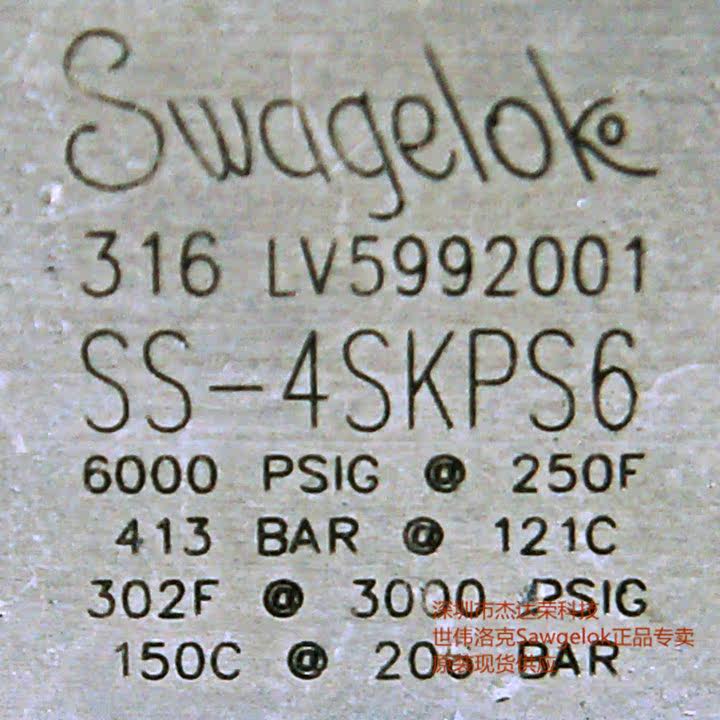 Swagelok
316 LV5992001
SS-4SKPS6
6000 PSIG @ 250F
413 BAR @ 121C
302F @ 3000 PSIG
150C @ 206 BAR
深圳市杰达荣科技
世伟洛克Sawgelok正品专卖
原装现货供应